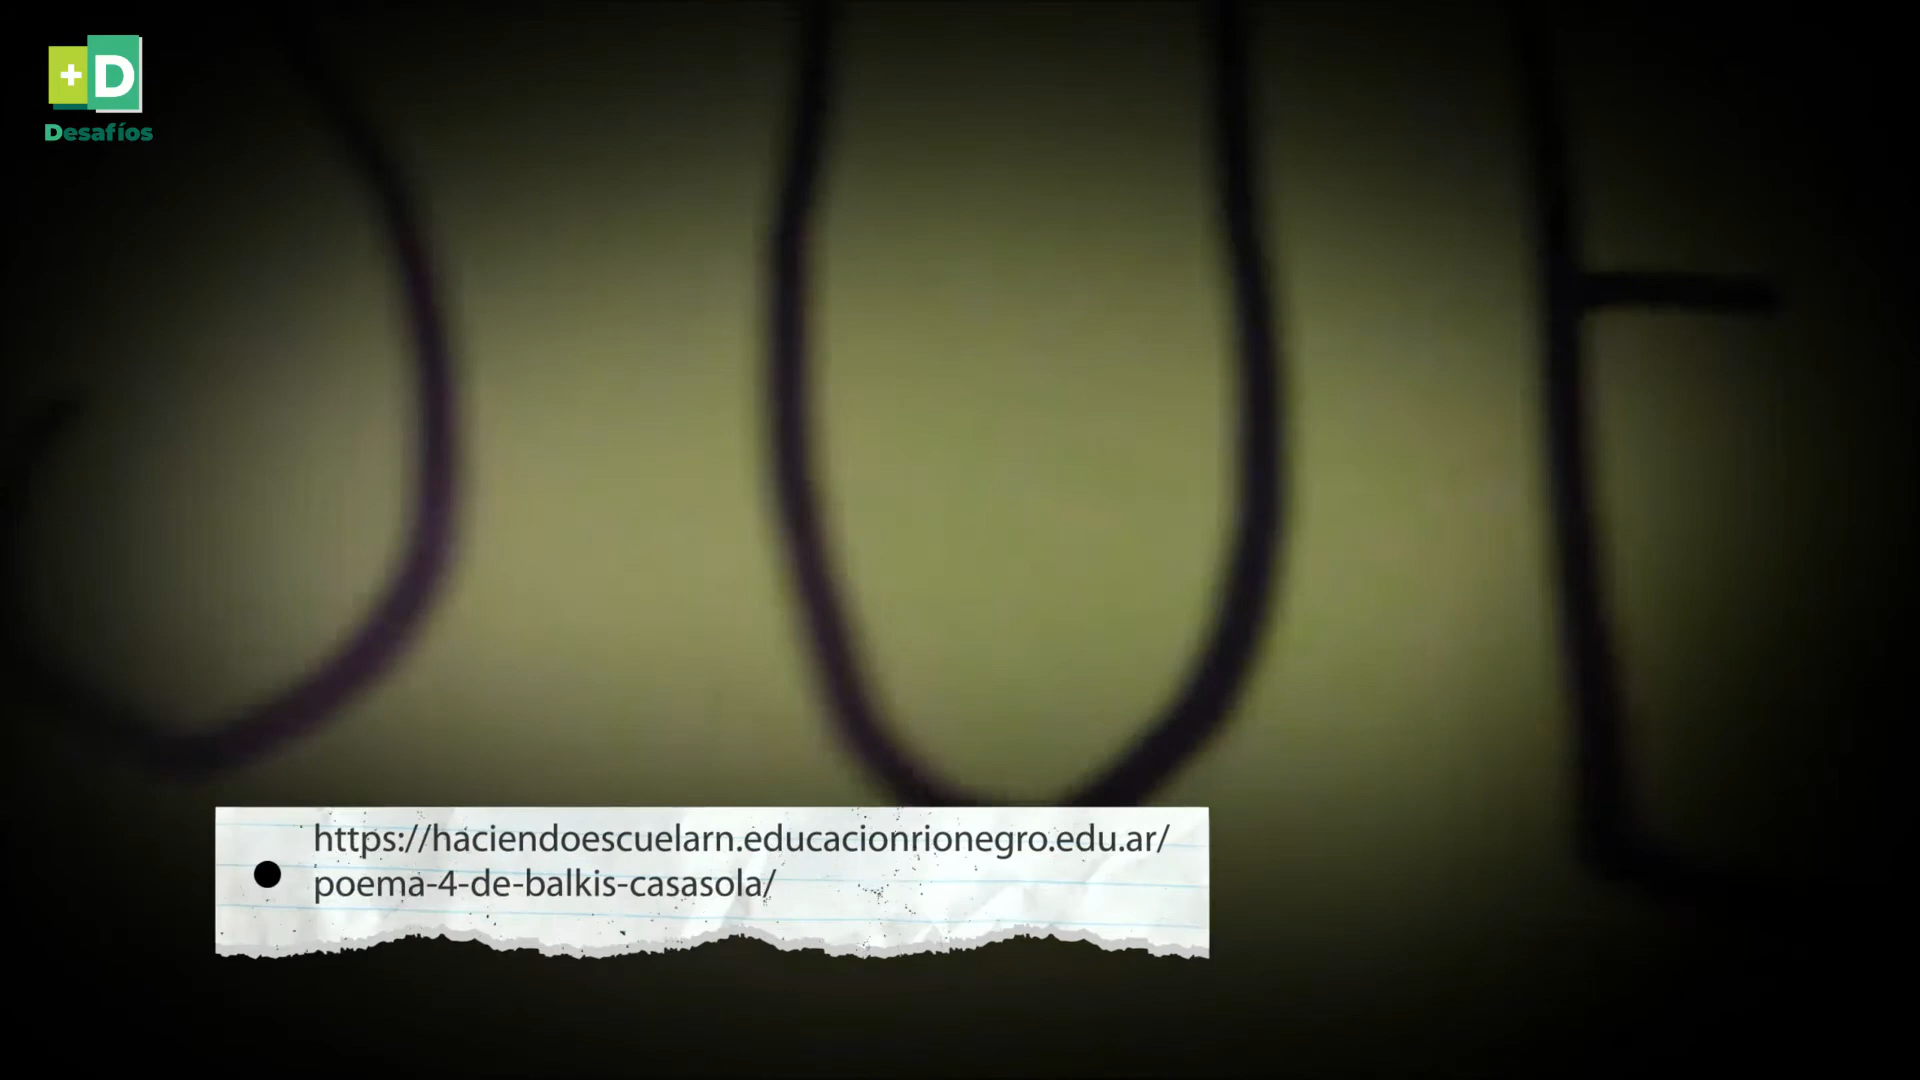 +D
Desafíos
https://haciendoescuelarn.educacionrionegro.edu.ar/
poema-4-de-balkis-casasola/